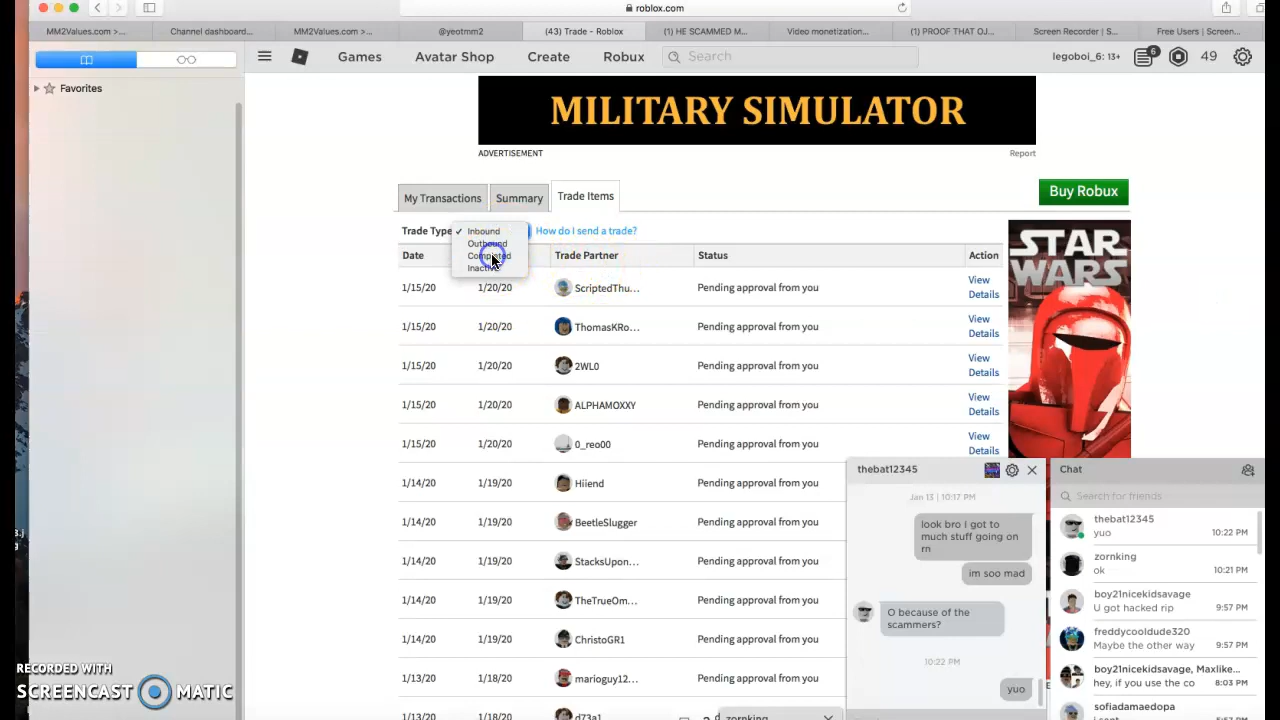 roblox.com
MM2Values.com >...
Channel dashboard...
MM2Values.com >...
@yeotmm2
(43) Trade - Roblox
(1) HE SCAMMED M...
Video monetization...
(1) PROOF THAT OJ...
Screen Recorder | S...
Free Users | Screen...
Games
Avatar Shop
Create
Robux
Search
legoboi_6: 13+
6
49
Favorites
MILITARY SIMULATOR
ADVERTISEMENT
Report
My Transactions
Summary
Trade Items
Buy Robux
Trade Type
✓ Inbound
Outbound
Completed
Inactive
How do I send a trade?
Date
Trade Partner
Status
Action
1/15/20 1/20/20 ScriptedThu... Pending approval from you View
Details
1/15/20 1/20/20 ThomasKRo... Pending approval from you View
Details
1/15/20 1/20/20 2WL0 Pending approval from you View
Details
1/15/20 1/20/20 ALPHAMOXXY Pending approval from you View
Details
1/15/20 1/20/20 0_reo00 Pending approval from you View
Details
1/14/20 1/19/20 Hiiend Pending approval from you
1/14/20 1/19/20 BeetleSlugger Pending approval from you
1/14/20 1/19/20 StacksUpon... Pending approval from you
1/14/20 1/19/20 TheTrueOm... Pending approval from you
1/14/20 1/19/20 ChristoGR1 Pending approval from you
1/13/20 1/18/20 marioguy12... Pending approval from you
1/13/20 1/18/20 d73a1
STAR
WARS
thebat12345
Jan 13 | 10:17 PM
look bro I got to
much stuff going on
rn
im soo mad
O because of the
scammers?
10:22 PM
yuo
zornking
Chat
Search for friends
thebat12345
yuo 10:22 PM
zornking
ok 10:21 PM
boy21nicekidsavage
U got hacked rip 9:57 PM
freddycooldude320
Maybe the other way 9:57 PM
boy21nicekidsavage, Maxlike...
hey, if you use the co 8:03 PM
sofiadamaedopa
RECORDED WITH
SCREENCAST MATIC